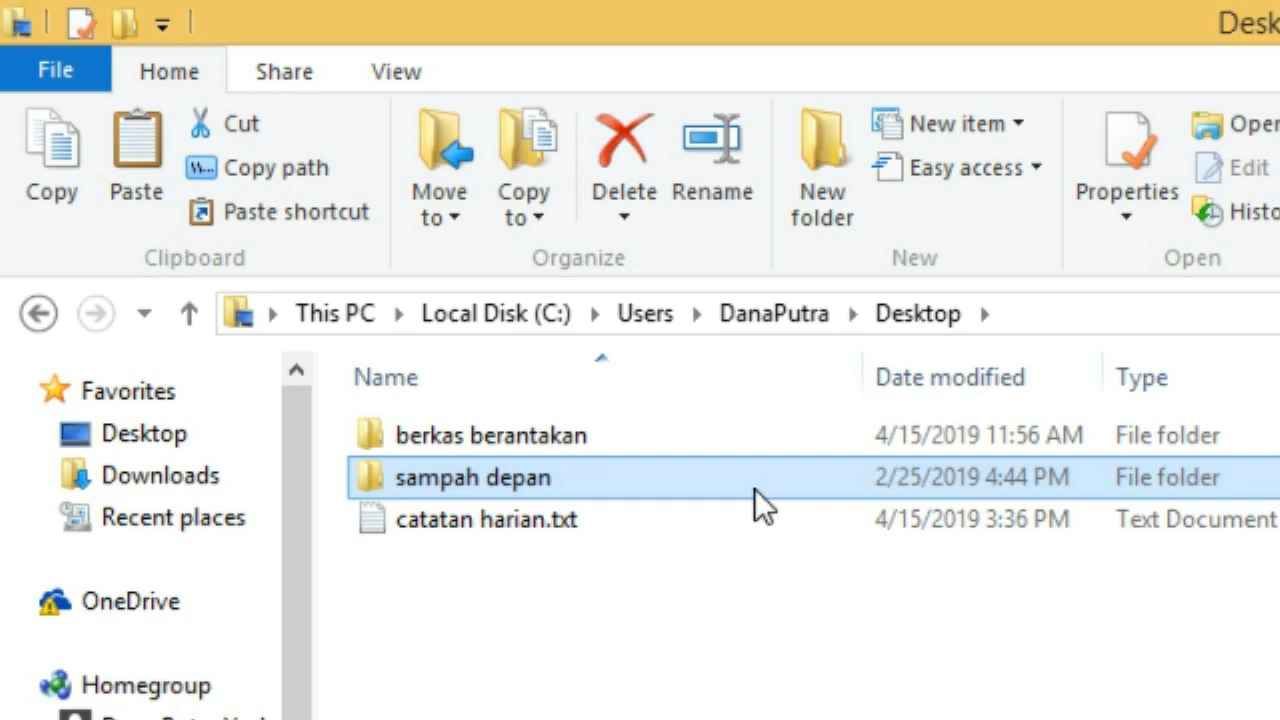 Desk
File Home Share View
Cut
Copy path
Paste shortcut
Copy Paste
Clipboard
Move to
Copy to
Delete
Rename
Organize
New folder
New item
Easy access
New
Properties
Open
Edit
Histo
Open
This PC Local Disk (C:) Users DanaPutra Desktop
Favorites
Desktop
Downloads
Recent places
OneDrive
Homegroup
Name Date modified Type
berkas berantakan 4/15/2019 11:56 AM File folder
sampah depan 2/25/2019 4:44 PM File folder
catatan harian.txt 4/15/2019 3:36 PM Text Document